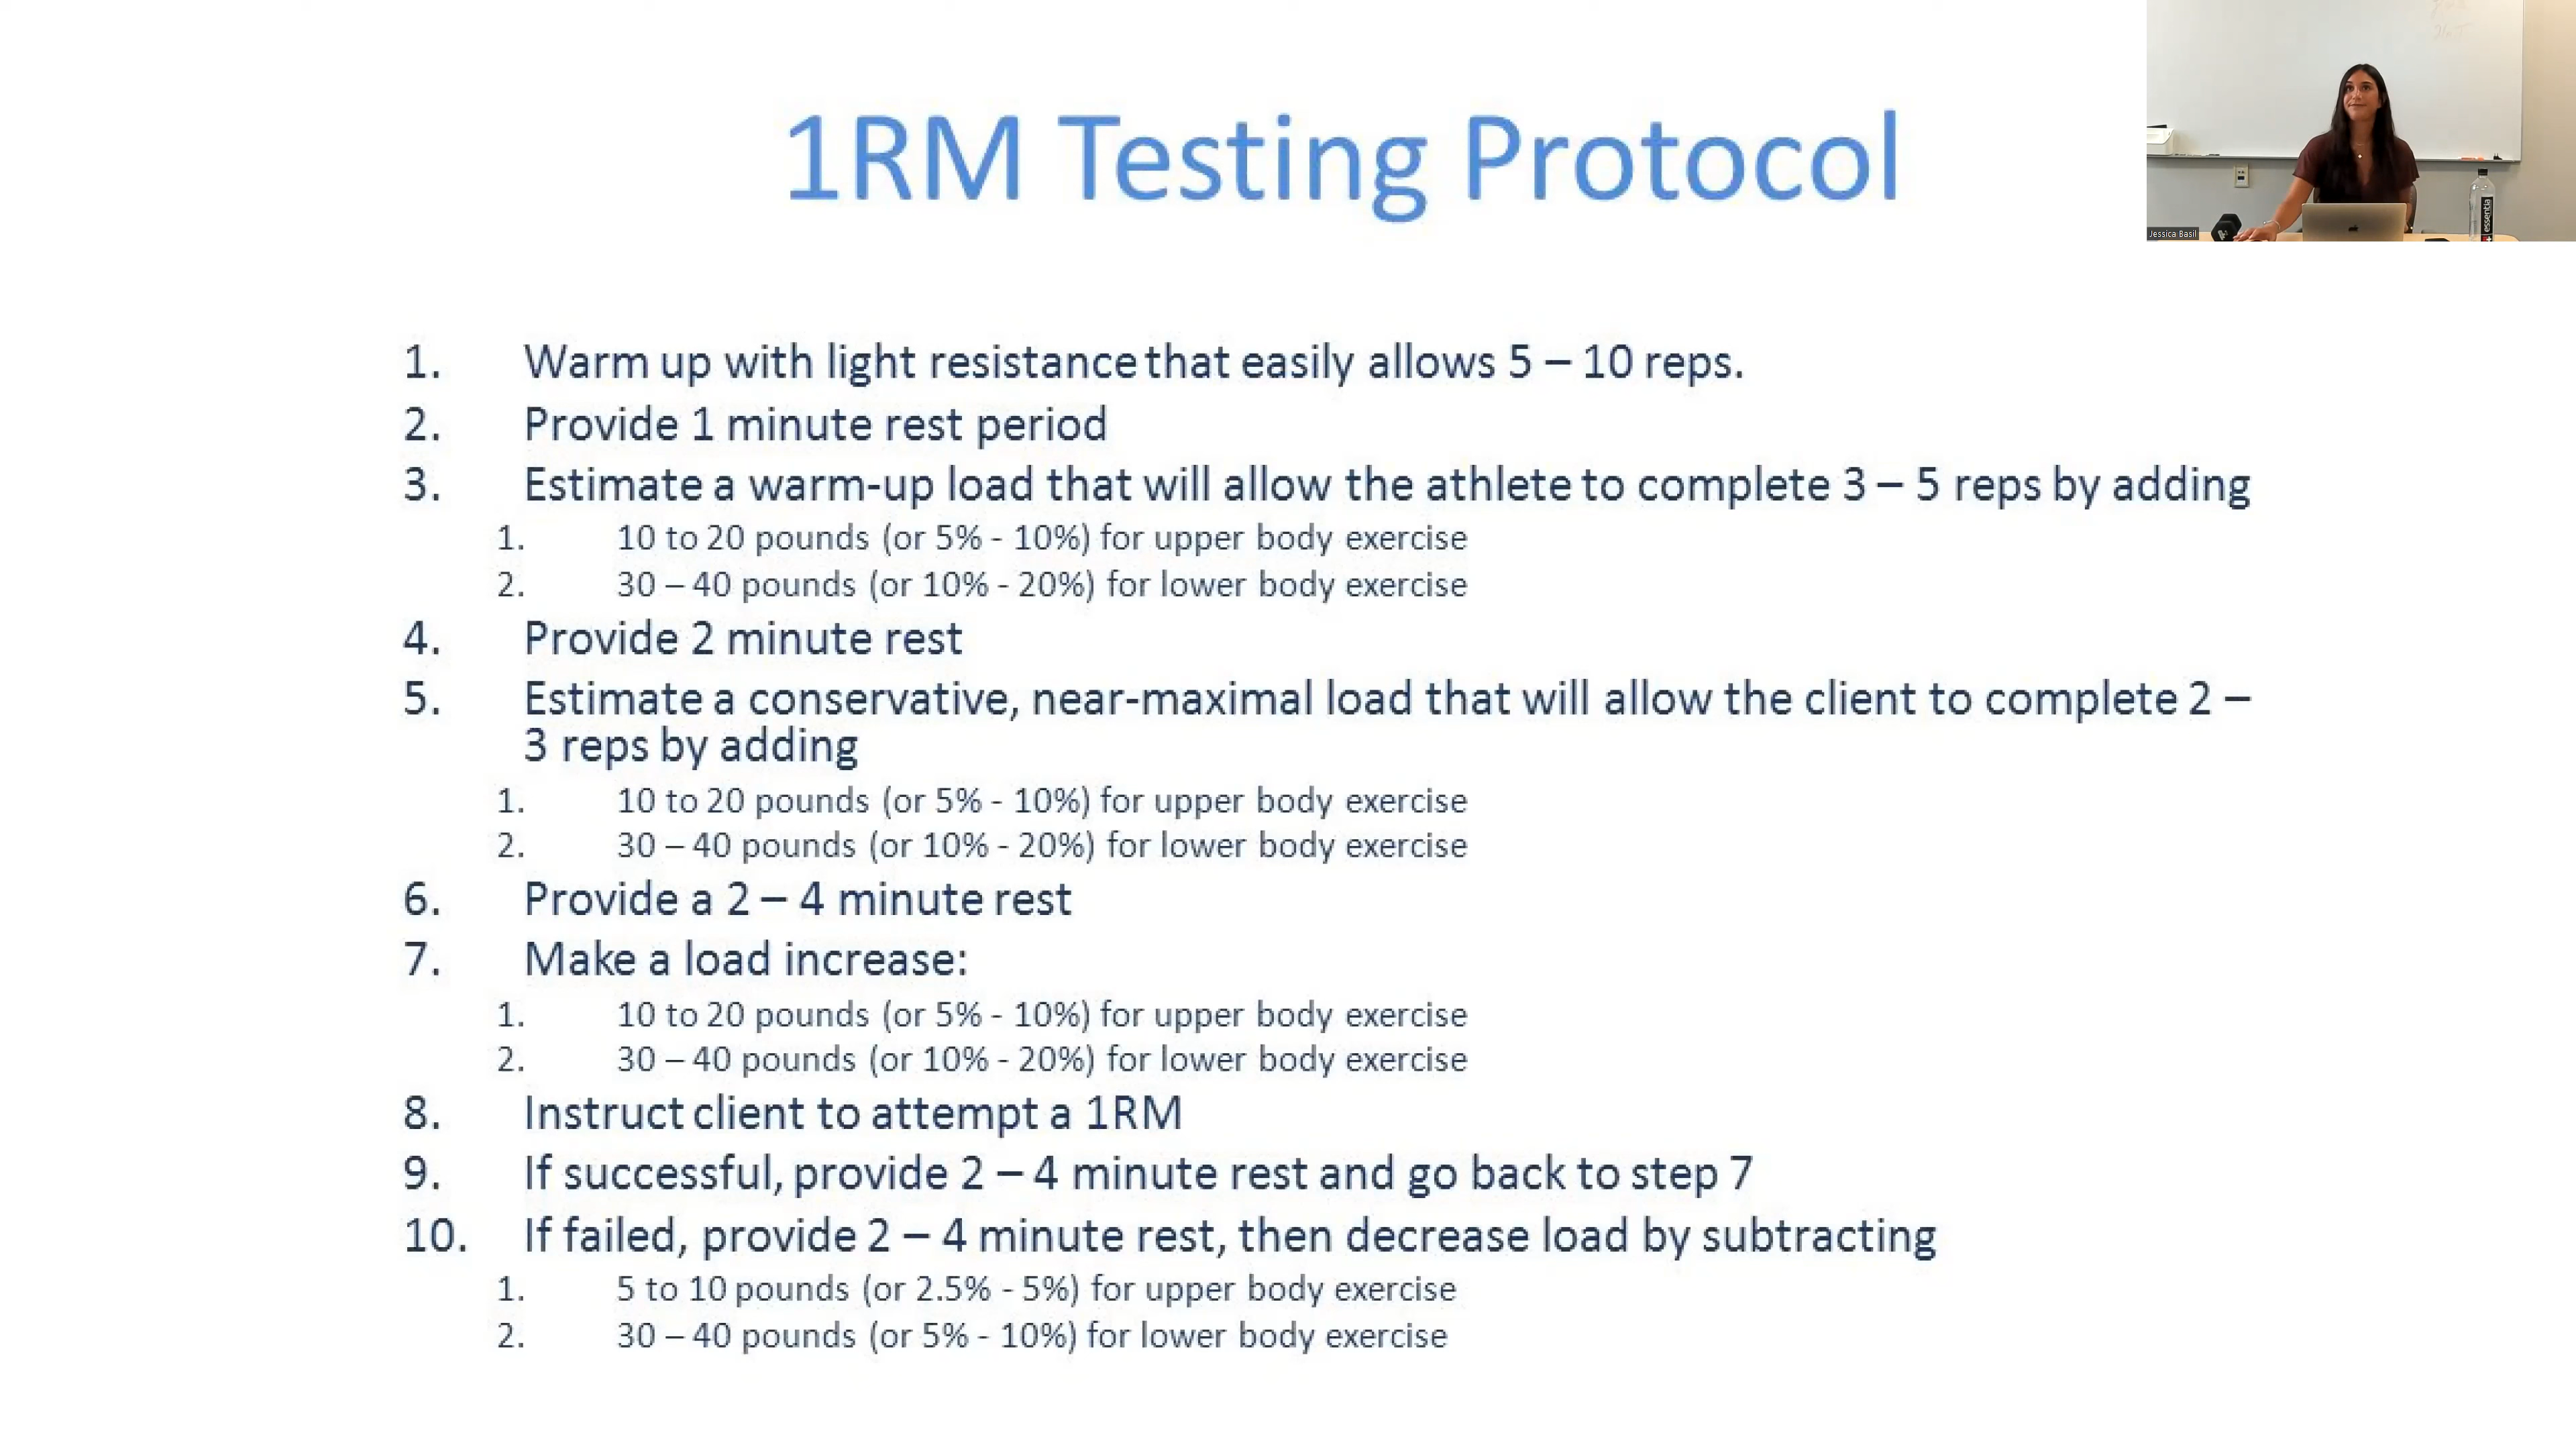 1RM Testing Protocol
Jessica Basil
essentia
1. Warm up with light resistance that easily allows 5 – 10 reps.
2. Provide 1 minute rest period
3. Estimate a warm-up load that will allow the athlete to complete 3 – 5 reps by adding
1. 10 to 20 pounds (or 5% - 10%) for upper body exercise
2. 30 – 40 pounds (or 10% - 20%) for lower body exercise
4. Provide 2 minute rest
5. Estimate a conservative, near-maximal load that will allow the client to complete 2 –
3 reps by adding
1. 10 to 20 pounds (or 5% - 10%) for upper body exercise
2. 30 – 40 pounds (or 10% - 20%) for lower body exercise
6. Provide a 2 – 4 minute rest
7. Make a load increase:
1. 10 to 20 pounds (or 5% - 10%) for upper body exercise
2. 30 – 40 pounds (or 10% - 20%) for lower body exercise
8. Instruct client to attempt a 1RM
9. If successful, provide 2 – 4 minute rest and go back to step 7
10. If failed, provide 2 – 4 minute rest, then decrease load by subtracting
1. 5 to 10 pounds (or 2.5% - 5%) for upper body exercise
2. 30 – 40 pounds (or 5% - 10%) for lower body exercise